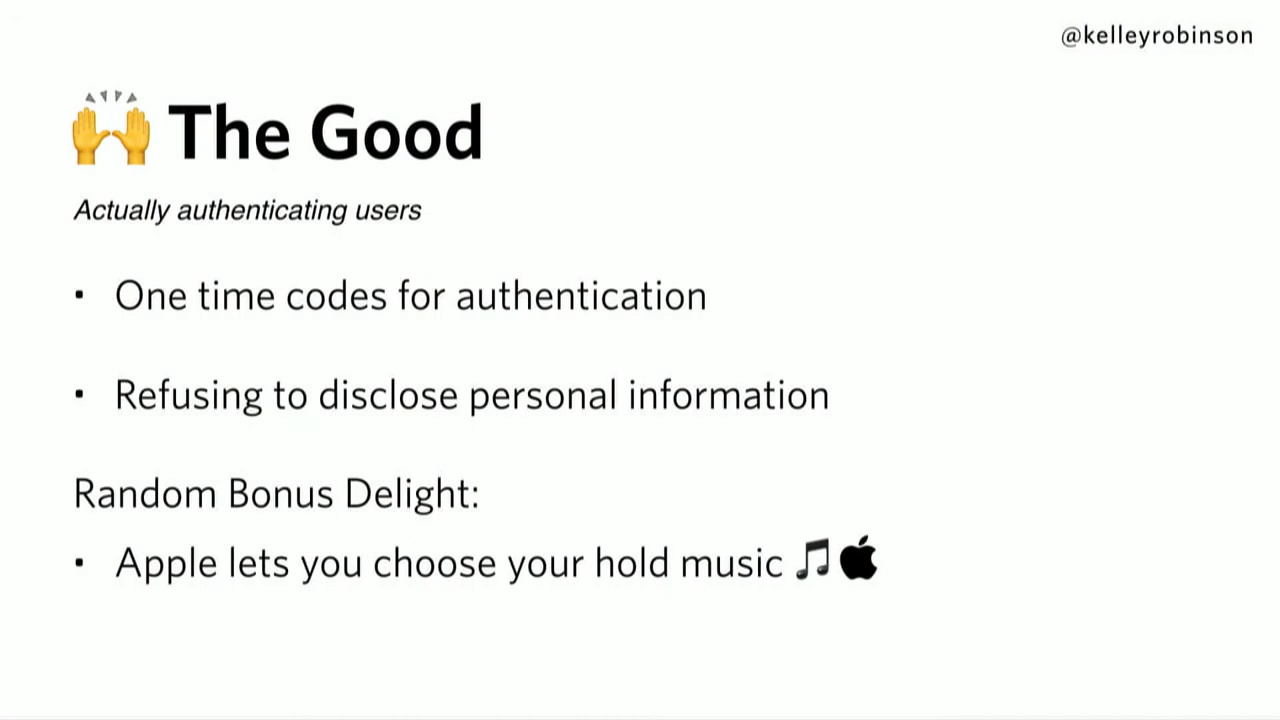 @kelleyrobinson
🙌 The Good
Actually authenticating users
• One time codes for authentication
• Refusing to disclose personal information
Random Bonus Delight:
• Apple lets you choose your hold music 🎵